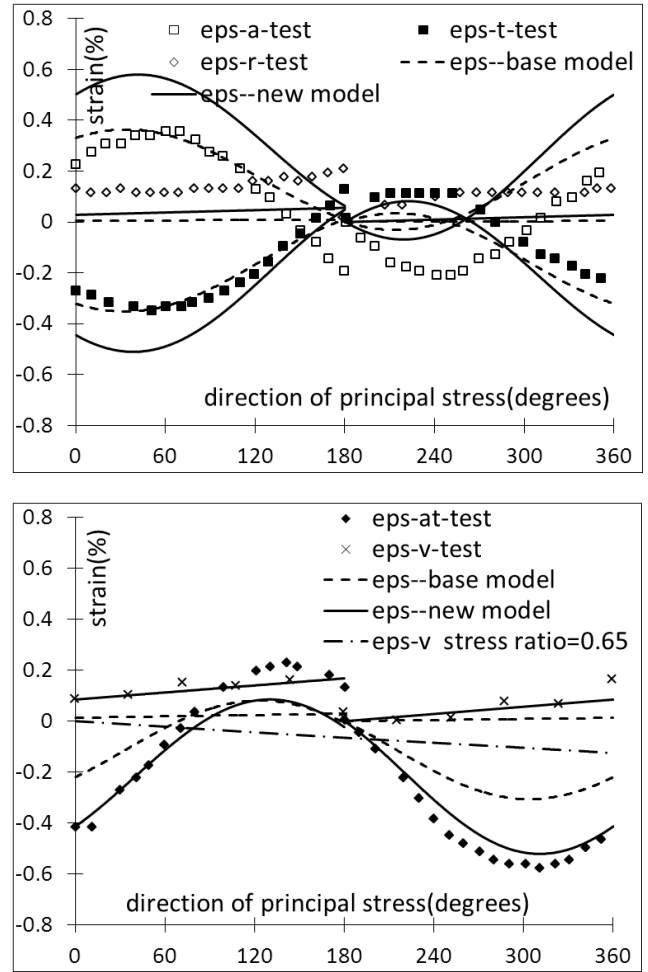 0.8
eps-a-test
eps-t-test
0.6
eps-r-test
eps--base model
strain(%)
eps--new model
0.4
0.2
0
-0.2
-0.4
-0.6
direction of principal stress(degrees)
-0.8
0 60 120 180 240 300 360
0.8
eps-at-test
eps-v-test
0.6
strain(%)
eps--base model
eps--new model
0.4
eps-v stress ratio=0.65
0.2
0
-0.2
-0.4
-0.6
direction of principal stress(degrees)
-0.8
0 60 120 180 240 300 360